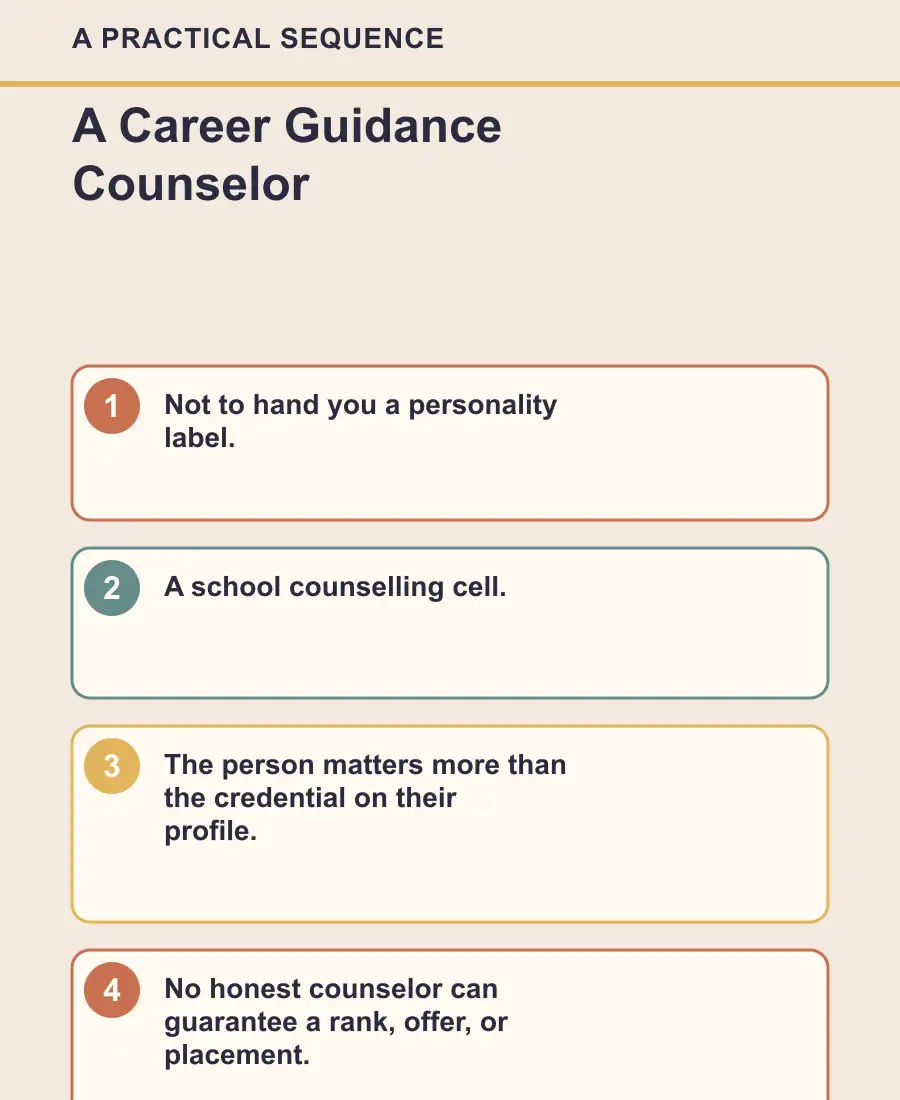 A PRACTICAL SEQUENCE
A Career Guidance
Counselor
1
Not to hand you a personality
label.
2
A school counselling cell.
3
The person matters more than
the credential on their
profile.
4
No honest counselor can
guarantee a rank, offer, or
placement.